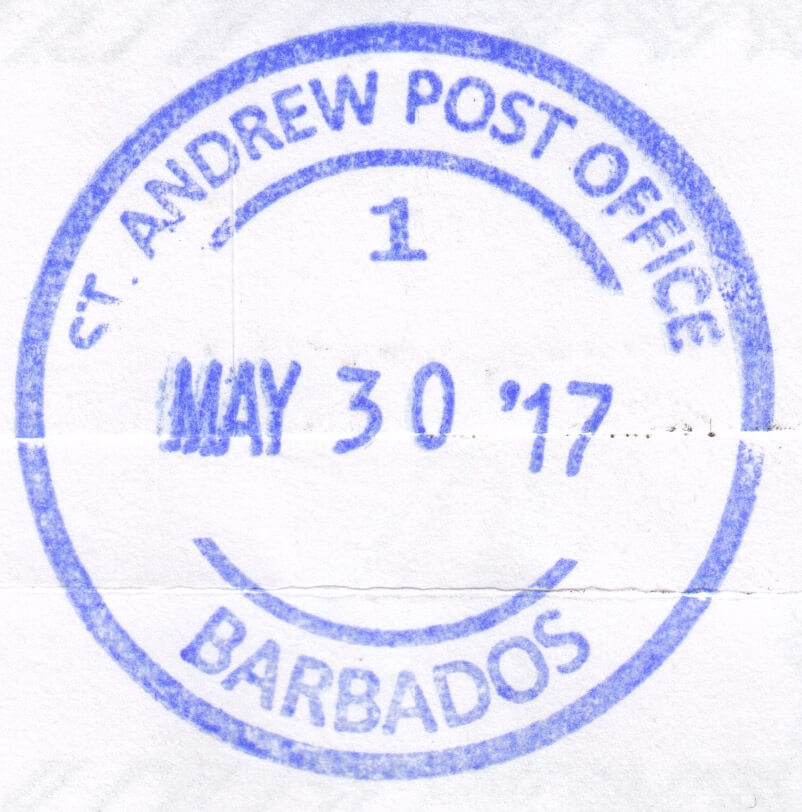 ST. ANDREW POST OFFICE
1
MAY 30 '17
BARBADOS